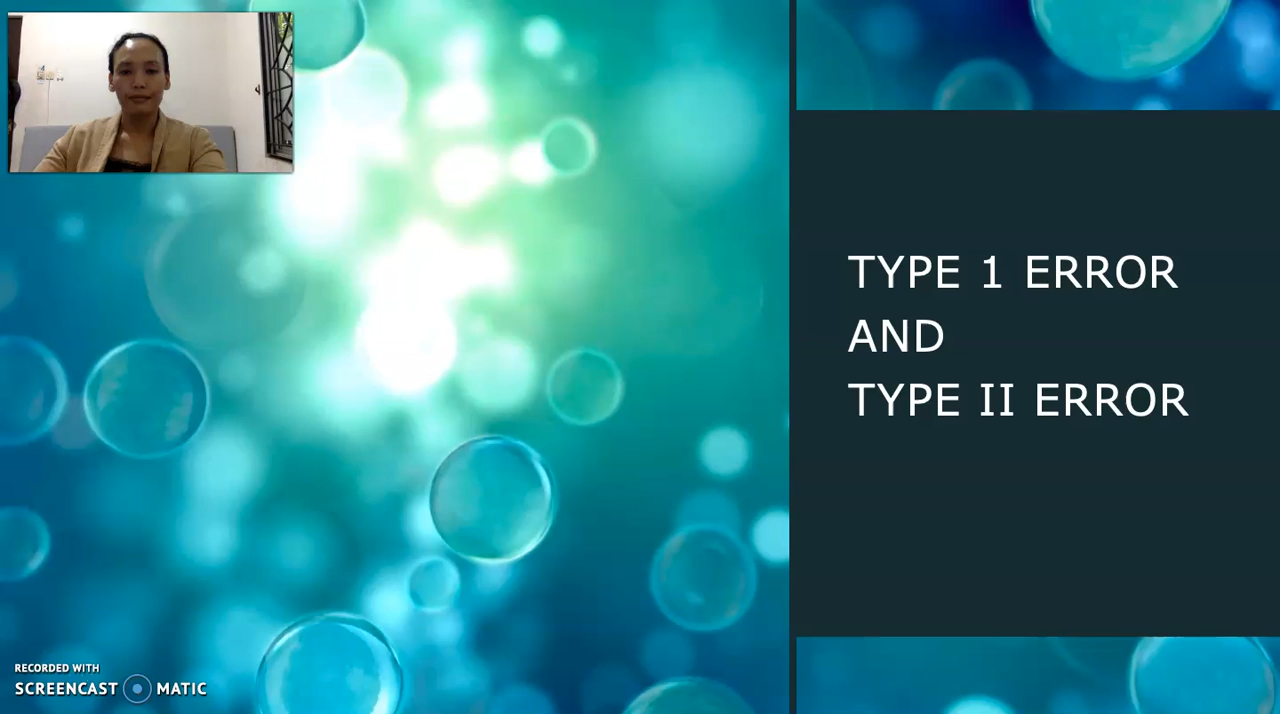 TYPE 1 ERROR
AND
TYPE II ERROR
RECORDED WITH
SCREENCAST MATIC